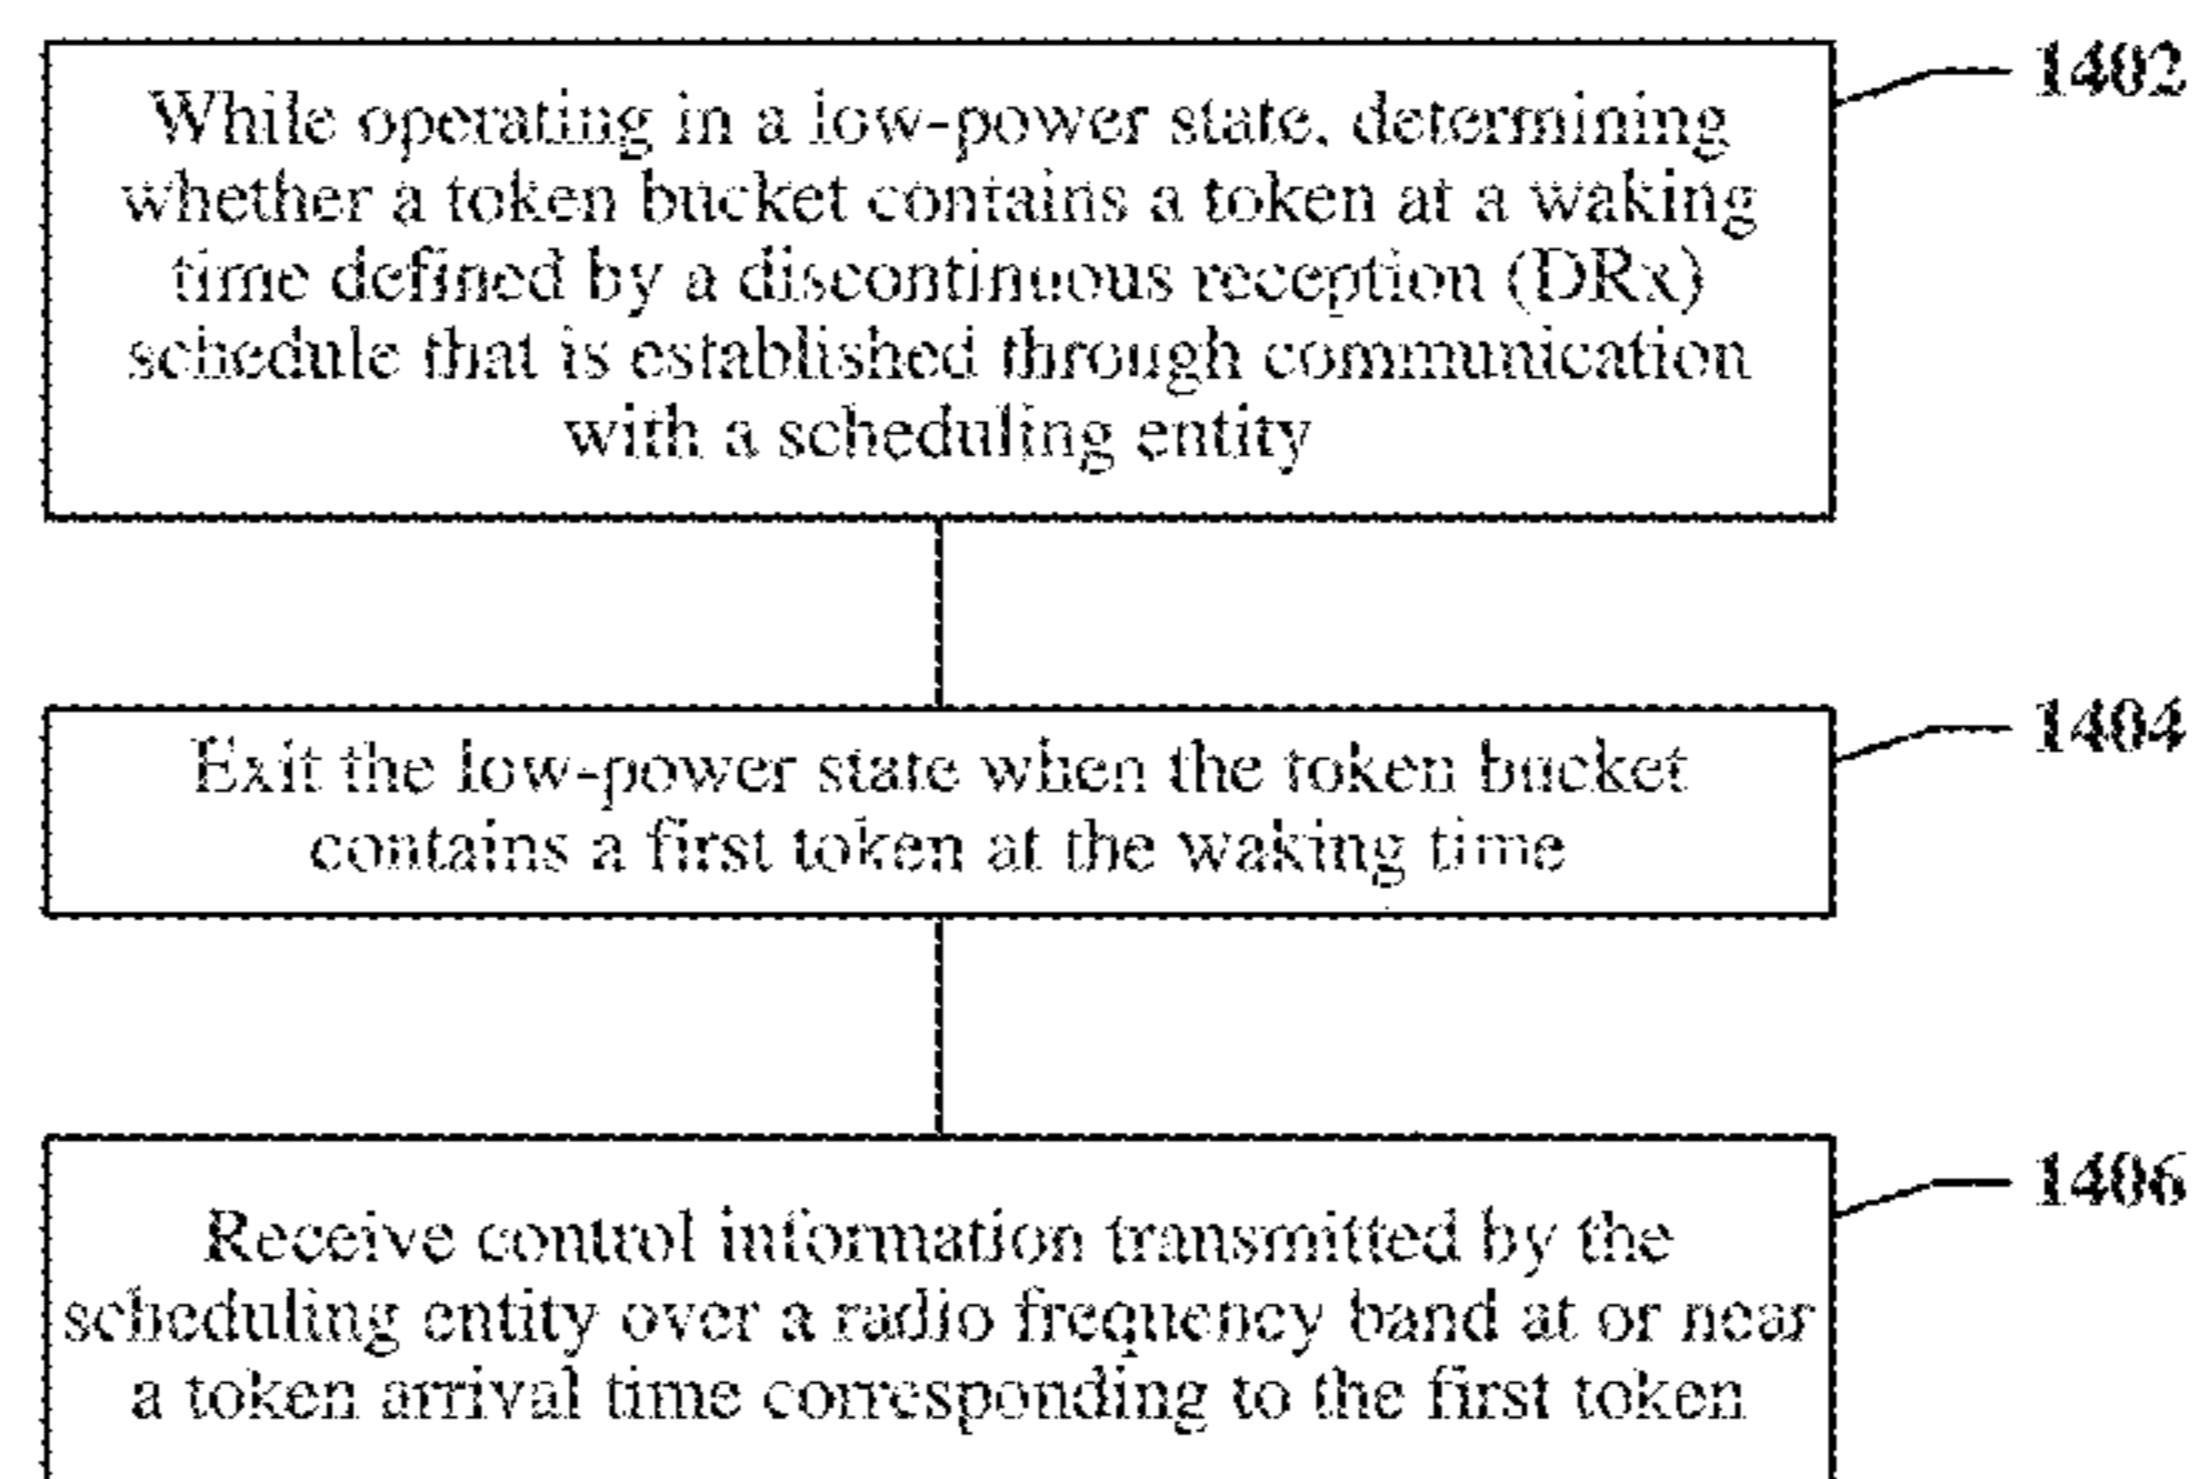 1402
While operating in a low-power state, determining
whether a token bucket contains a token at a waking
time defined by a discontinuous reception (DRx)
schedule that is established through communication
with a scheduling entity
1404
Exit the low-power state when the token bucket
contains a first token at the waking time
1406
Receive control information transmitted by the
scheduling entity over a radio frequency band at or near
a token arrival time corresponding to the first token